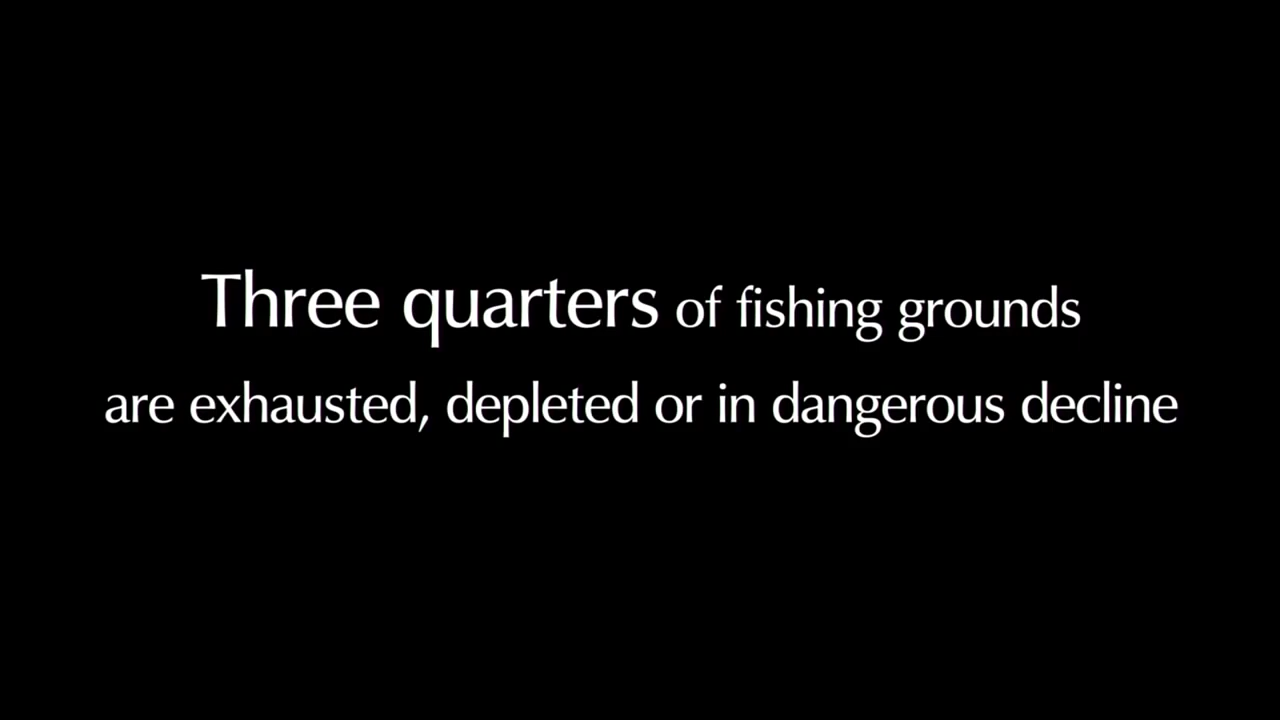 Three quarters of fishing grounds
are exhausted, depleted or in dangerous decline